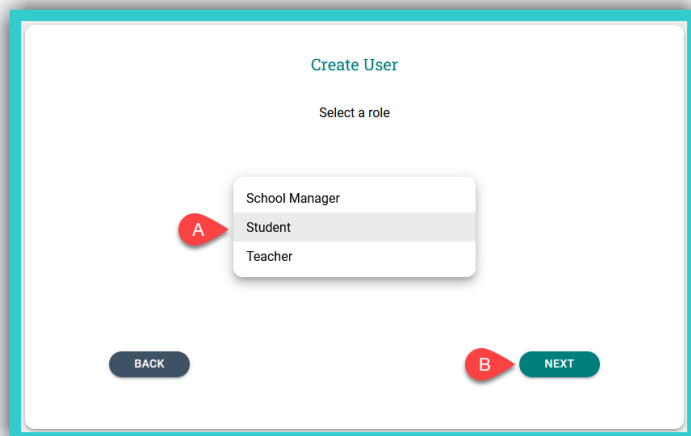 Create User
Select a role
School Manager
A
Student
Teacher
BACK
B
NEXT